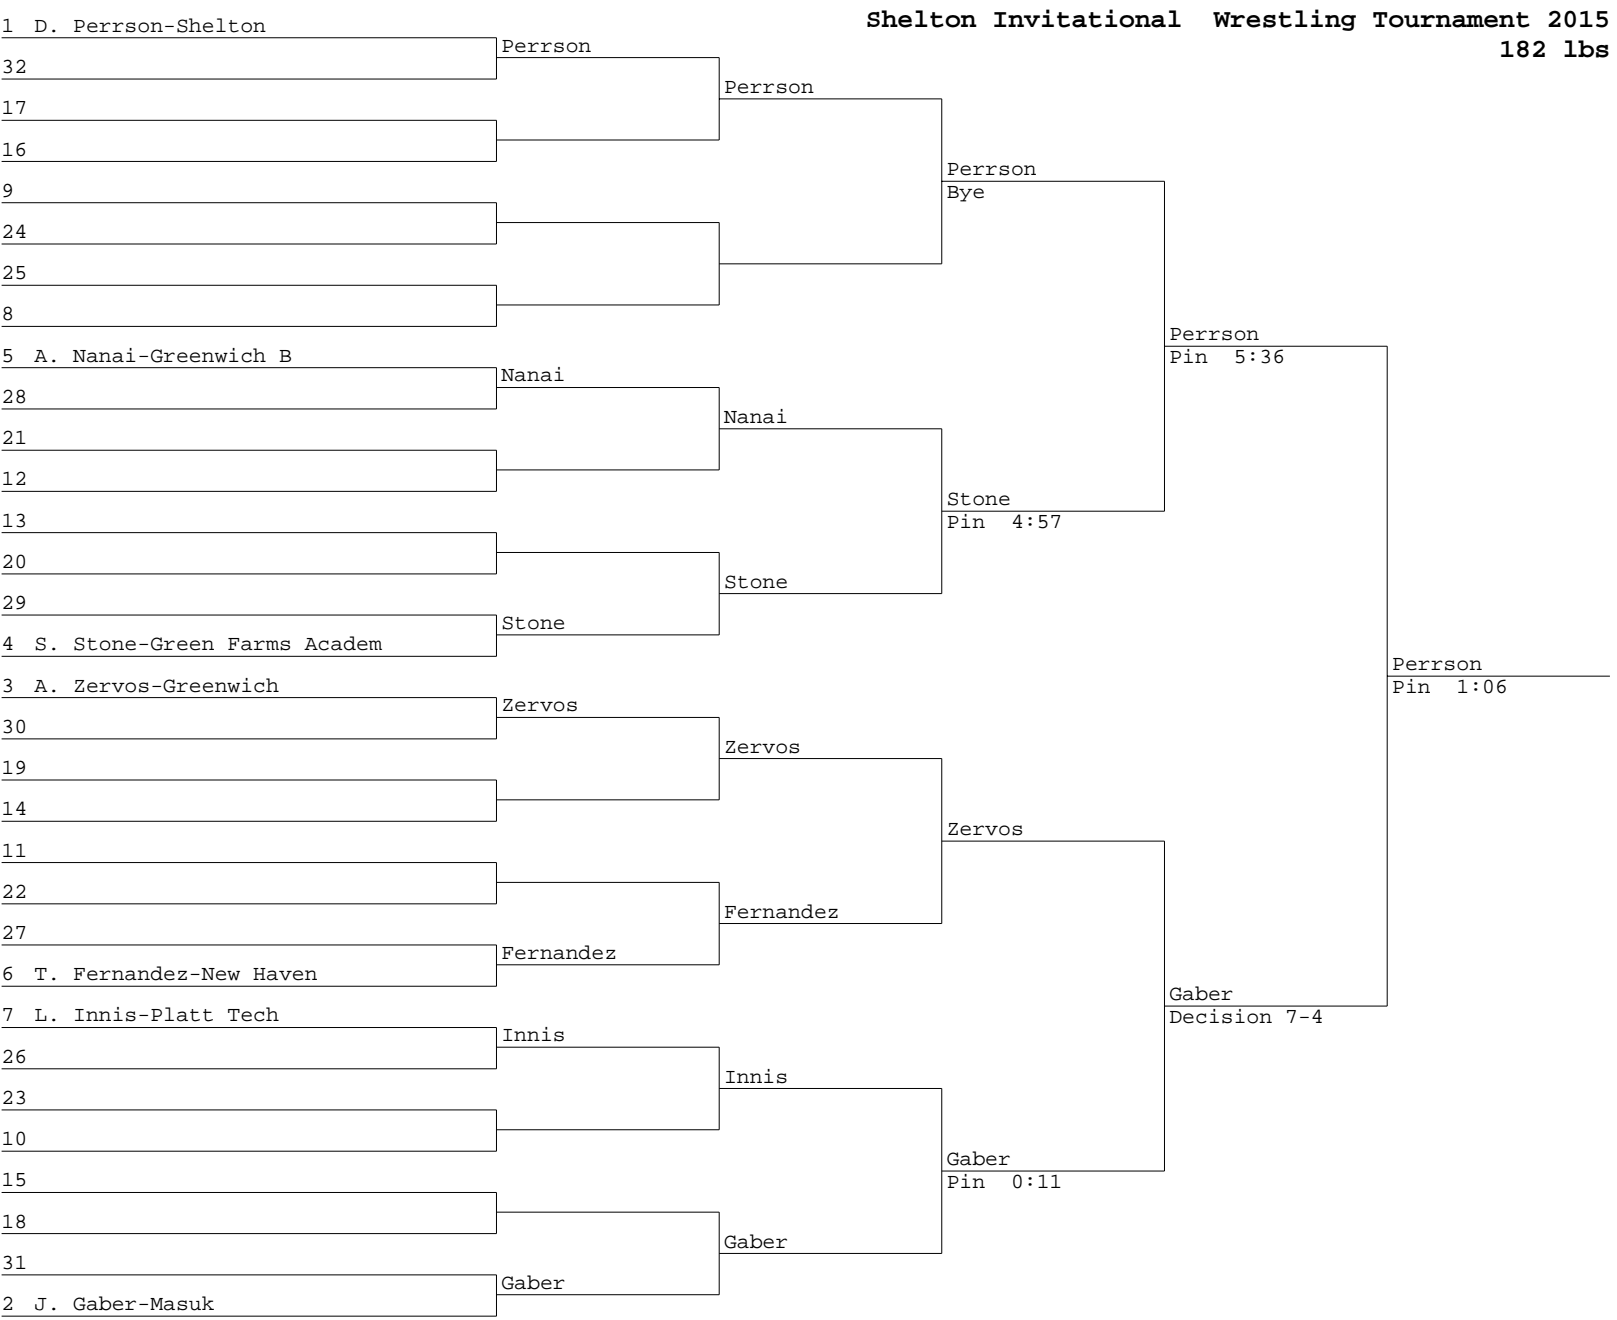 Shelton Invitational  Wrestling Tournament 2015
182 lbs
1 D. Perrson-Shelton
Perrson
32
Perrson
17
16
Perrson
9
Bye
24
25
8
Perrson
5 A. Nanai-Greenwich B
Pin  5:36
Nanai
28
Nanai
21
12
Stone
13
Pin  4:57
20
Stone
29
Stone
4 S. Stone-Green Farms Academ
Perrson
3 A. Zervos-Greenwich
Pin  1:06
Zervos
30
Zervos
19
14
Zervos
11
22
Fernandez
27
Fernandez
6 T. Fernandez-New Haven
Gaber
7 L. Innis-Platt Tech
Decision 7-4
Innis
26
Innis
23
10
Gaber
15
Pin  0:11
18
Gaber
31
Gaber
2 J. Gaber-Masuk